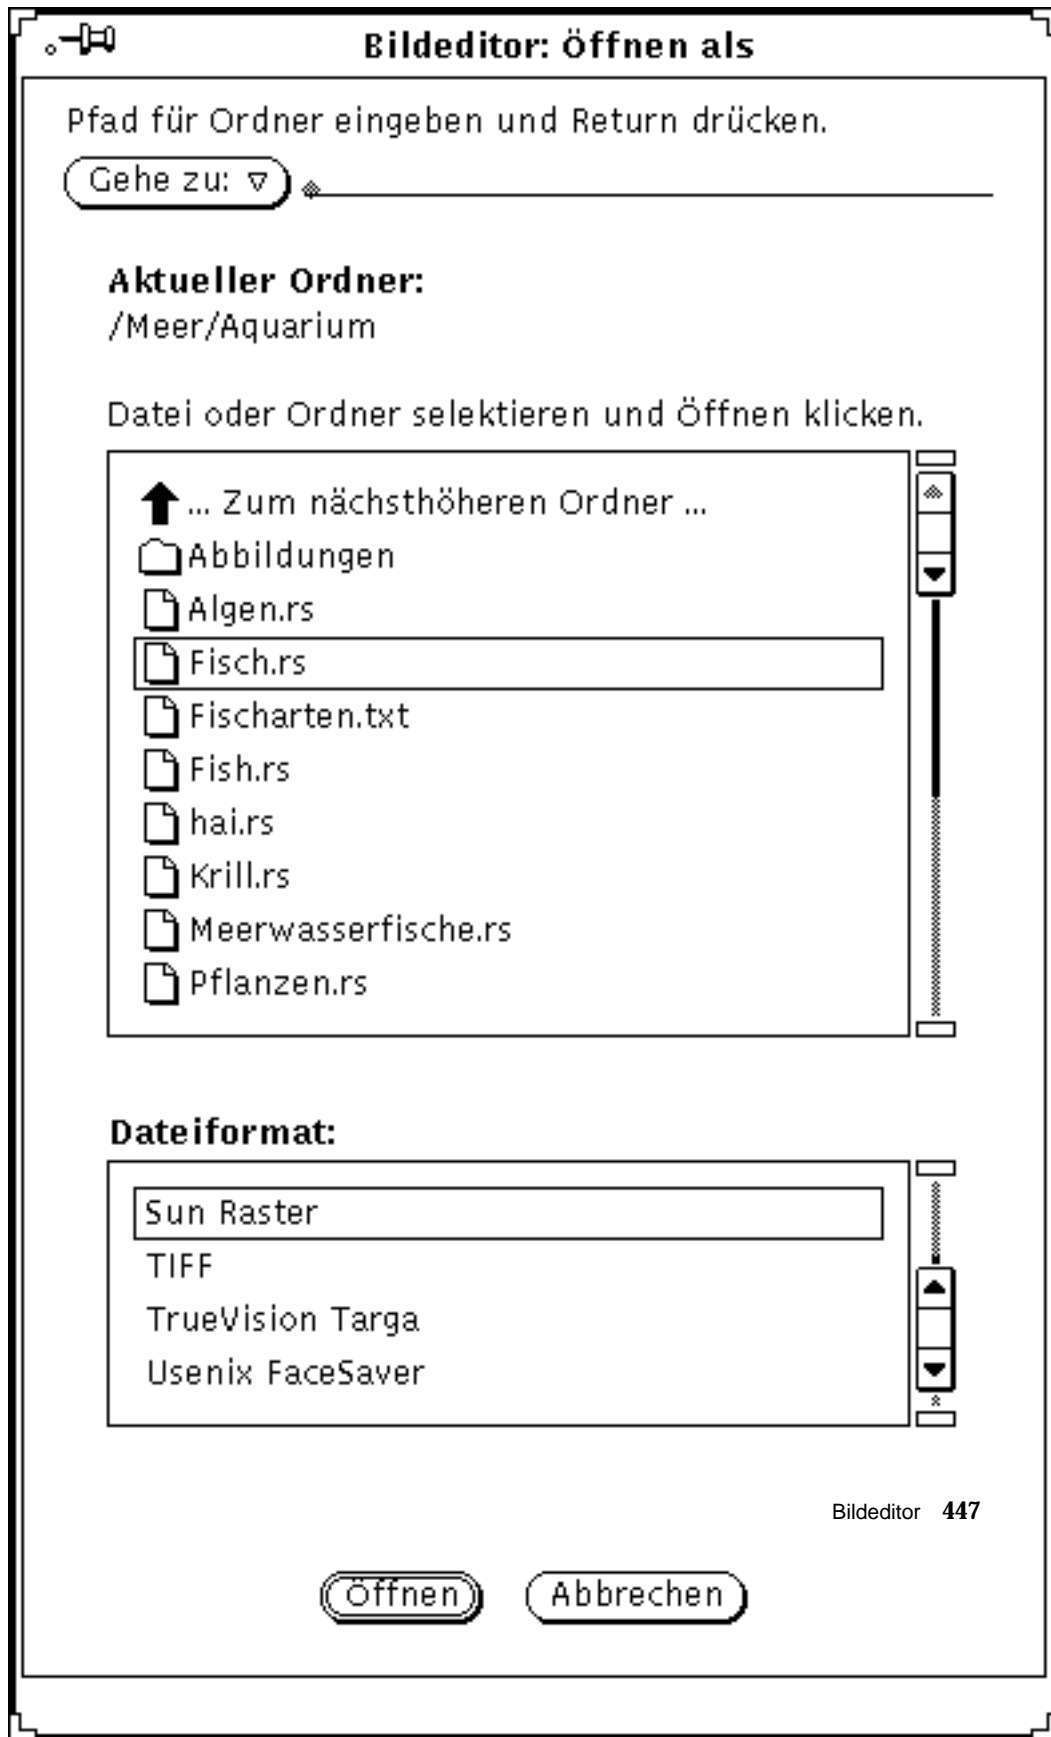 Bildeditor: Öffnen als
Pfad für Ordner eingeben und Return drücken.
Gehe zu:
Aktueller Ordner:
/Meer/Aquarium
Datei oder Ordner selektieren und Öffnen klicken.
... Zum nächsthöheren Ordner ...
Abbildungen
Algen.rs
Fisch.rs
Fischarten.txt
Fish.rs
hai.rs
Krill.rs
Meerwasserfische.rs
Pflanzen.rs
Dateiformat:
Sun Raster
TIFF
TrueVision Targa
Usenix FaceSaver
Bildeditor 447
Öffnen Abbrechen